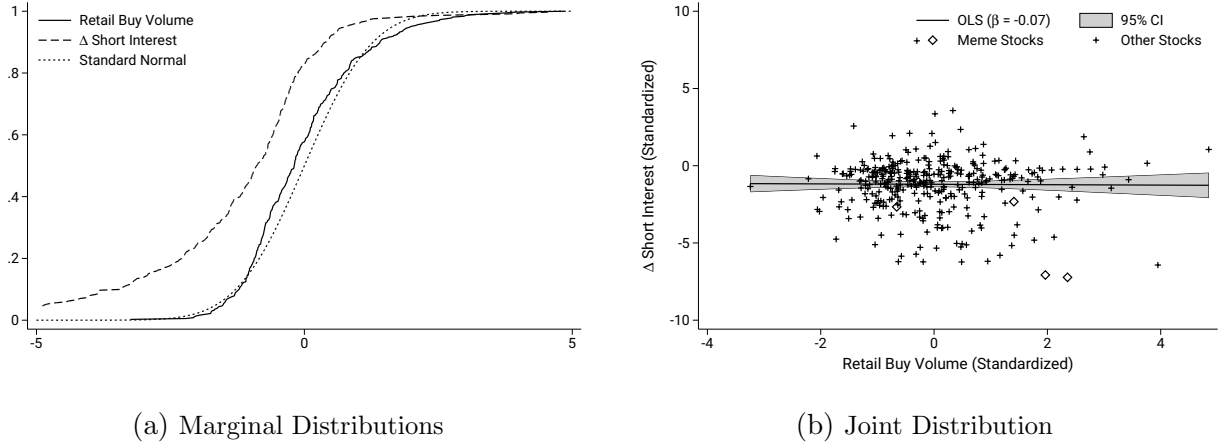 Retail Buy Volume
Δ Short Interest
Standard Normal
1
.8
.6
.4
.2
0
-5
0
5
(a) Marginal Distributions
OLS (β = -0.07)
95% CI
Meme Stocks
Other Stocks
Δ Short Interest (Standardized)
10
5
0
-5
-10
-4
-2
0
2
4
Retail Buy Volume (Standardized)
(b) Joint Distribution